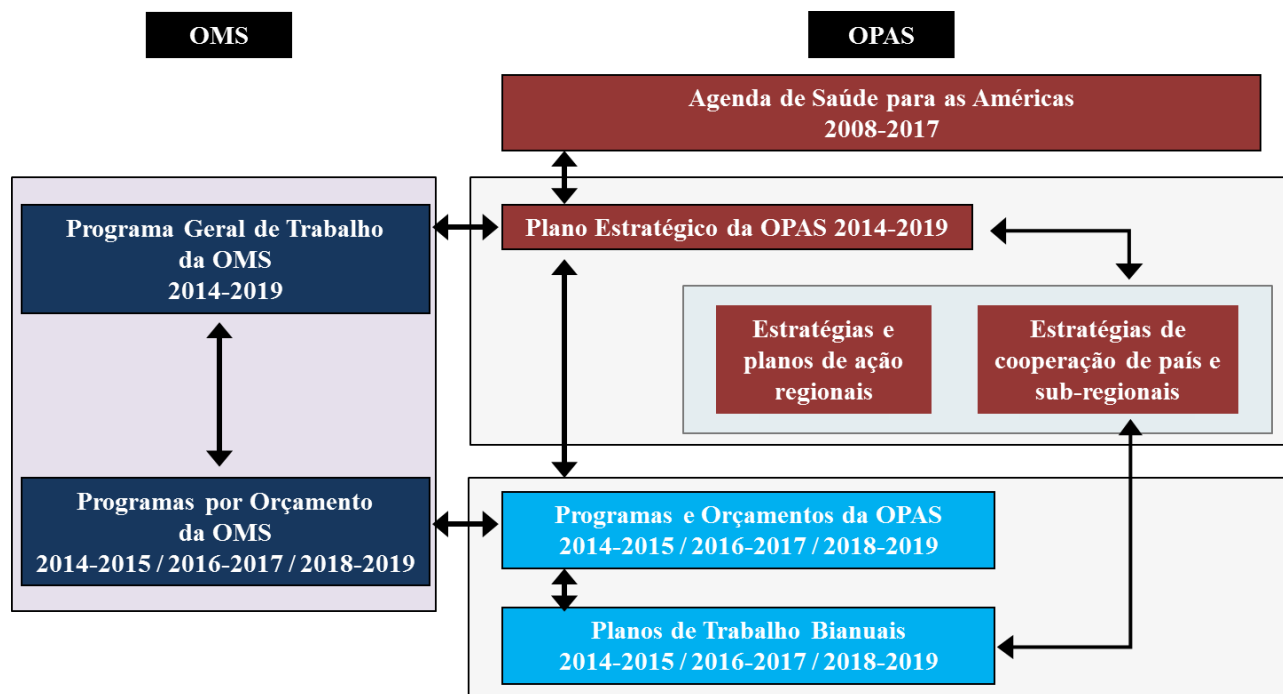 OMS
OPAS
Agenda de Saúde para as Américas
2008-2017
Programa Geral de Trabalho
da OMS
2014-2019
Plano Estratégico da OPAS 2014-2019
Estratégias e
planos de ação
regionais
Estratégias de
cooperação de país e
sub-regionais
Programas por Orçamento
da OMS
2014-2015 / 2016-2017 / 2018-2019
Programas e Orçamentos da OPAS
2014-2015 / 2016-2017 / 2018-2019
Planos de Trabalho Bianuais
2014-2015 / 2016-2017 / 2018-2019